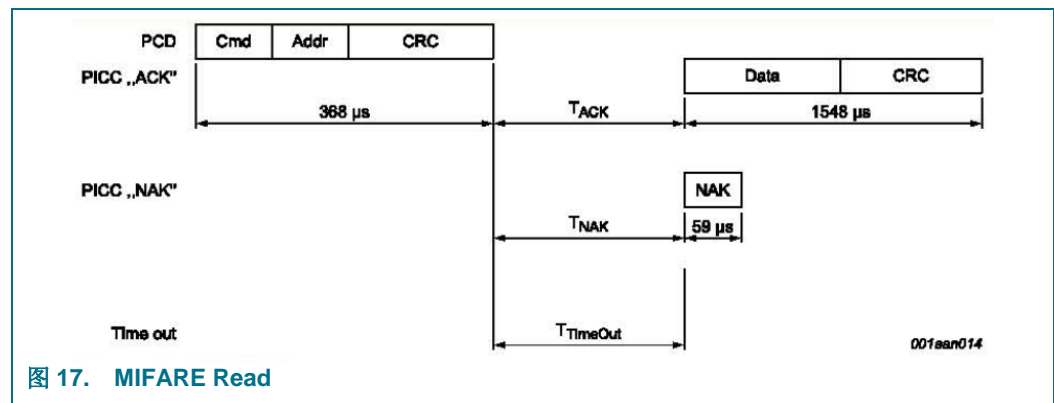 PCD Cmd Addr CRC
PICC „ACK" Data CRC
368 µs TACK 1548 µs
PICC „NAK" NAK
TNAK 59 µs
Time out TTimeOut
001aan014
图 17. MIFARE Read